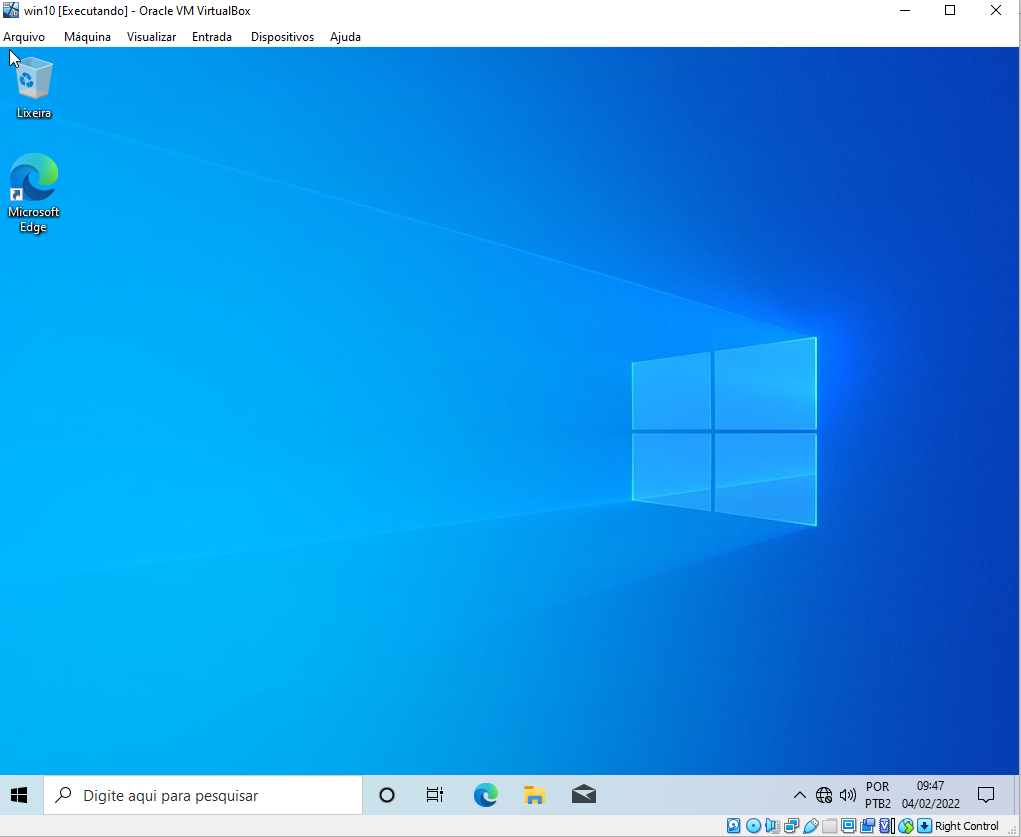 win10 [Executando] - Oracle VM VirtualBox
Arquivo Máquina Visualizar Entrada Dispositivos Ajuda
Lixeira
Microsoft
Edge
Digite aqui para pesquisar
POR
PTB2
09:47
04/02/2022
Right Control